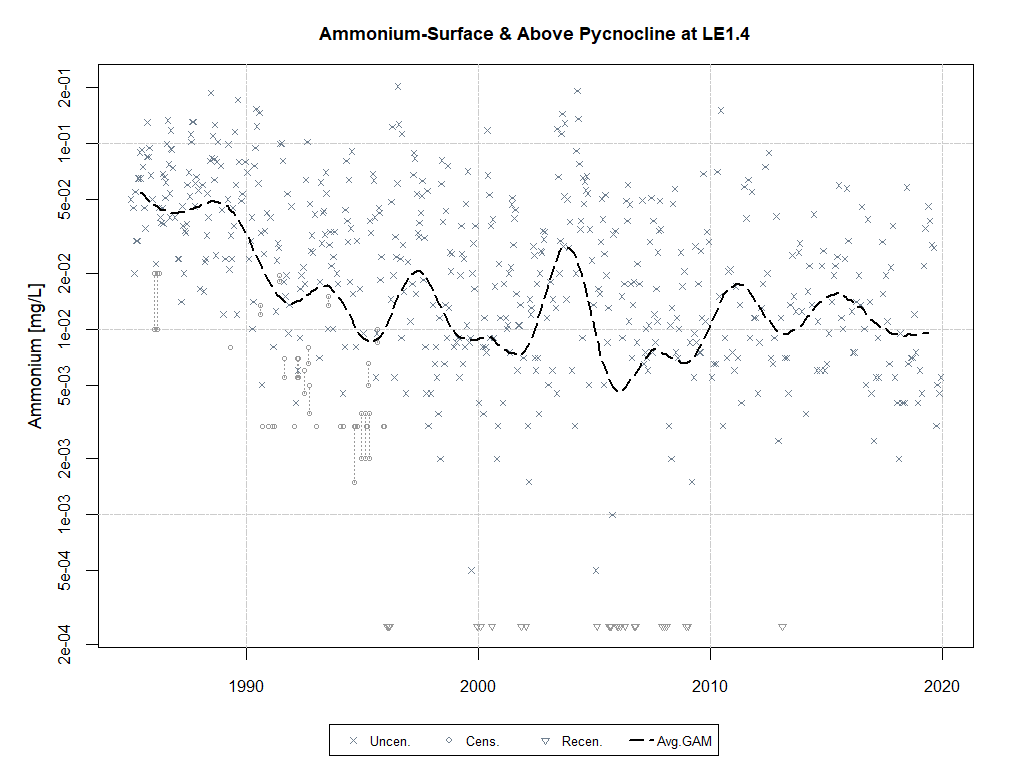 Ammonium-Surface & Above Pycnocline at LE1.4
Ammonium [mg/L]
2e-01
1e-01
5e-02
2e-02
1e-02
5e-03
2e-03
1e-03
5e-04
2e-04
1990 2000 2010 2020
Uncen. Cens. Recen. Avg.GAM